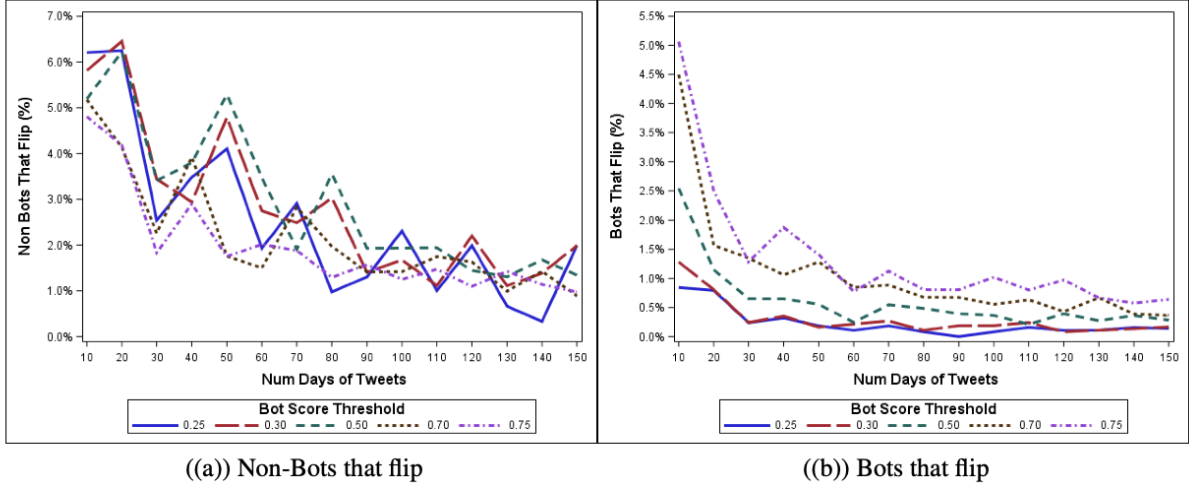 7.0%
6.0%
5.0%
4.0%
3.0%
2.0%
1.0%
0.0%
Non Bots That Flip (%)
10 20 30 40 50 60 70 80 90 100 110 120 130 140 150
Num Days of Tweets
Bot Score Threshold
0.25 0.30 0.50 0.70 0.75
((a)) Non-Bots that flip
5.5%
5.0%
4.5%
4.0%
3.5%
3.0%
2.5%
2.0%
1.5%
1.0%
0.5%
0.0%
Bots That Flip (%)
10 20 30 40 50 60 70 80 90 100 110 120 130 140 150
Num Days of Tweets
Bot Score Threshold
0.25 0.30 0.50 0.70 0.75
((b)) Bots that flip